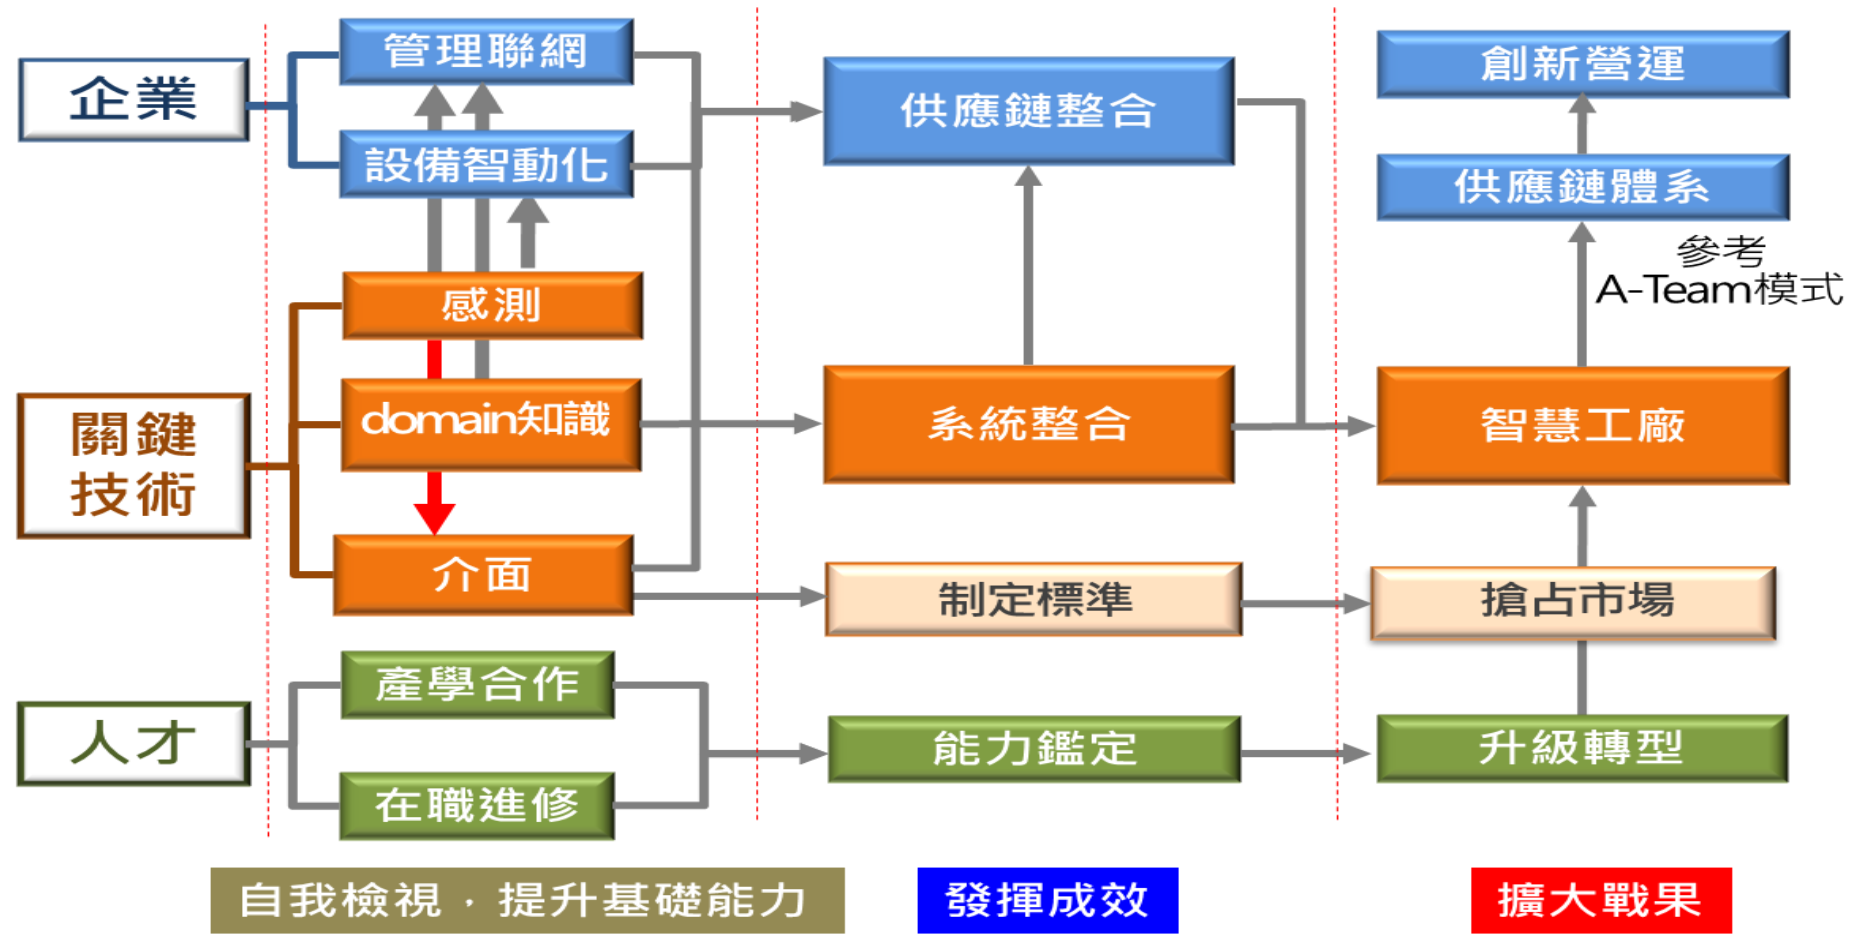 企業
管理聯網
設備智動化
供應鏈整合
創新營運
供應鏈體系
參考
A-Team模式
關鍵
技術
感測
domain知識
介面
系統整合
智慧工廠
制定標準
搶占市場
人才
產學合作
在職進修
能力鑑定
升級轉型
自我檢視，提升基礎能力
發揮成效
擴大戰果